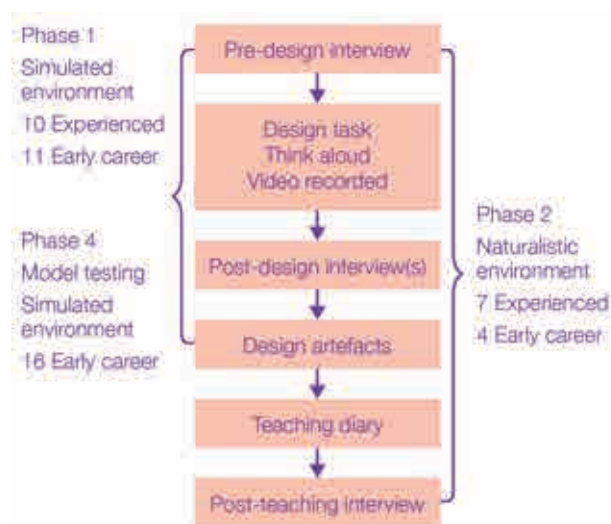 Phase 1
Simulated
environment
10 Experienced
11 Early career
Phase 4
Model testing
Simulated
environment
16 Early career
Pre-design interview
Design task
Think aloud
Video recorded
Post-design interview(s)
Design artefacts
Teaching diary
Post-teaching interview
Phase 2
Naturalistic
environment
7 Experienced
4 Early career